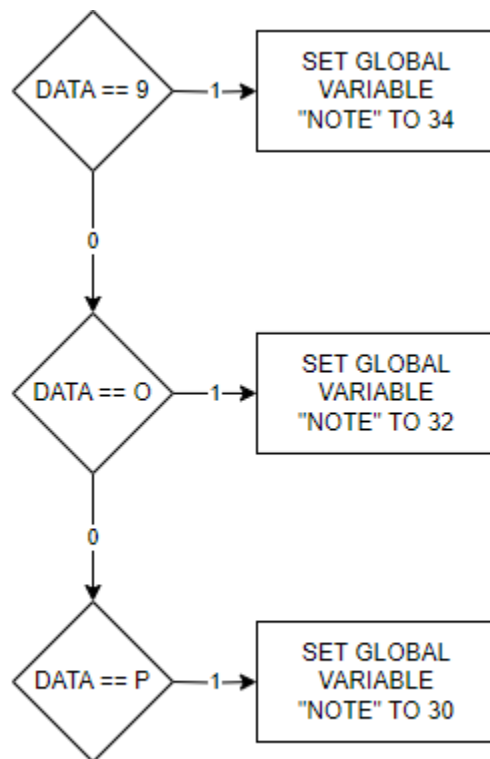 DATA == 9
1
SET GLOBAL
VARIABLE
"NOTE" TO 34
0
DATA == O
1
SET GLOBAL
VARIABLE
"NOTE" TO 32
0
DATA == P
1
SET GLOBAL
VARIABLE
"NOTE" TO 30